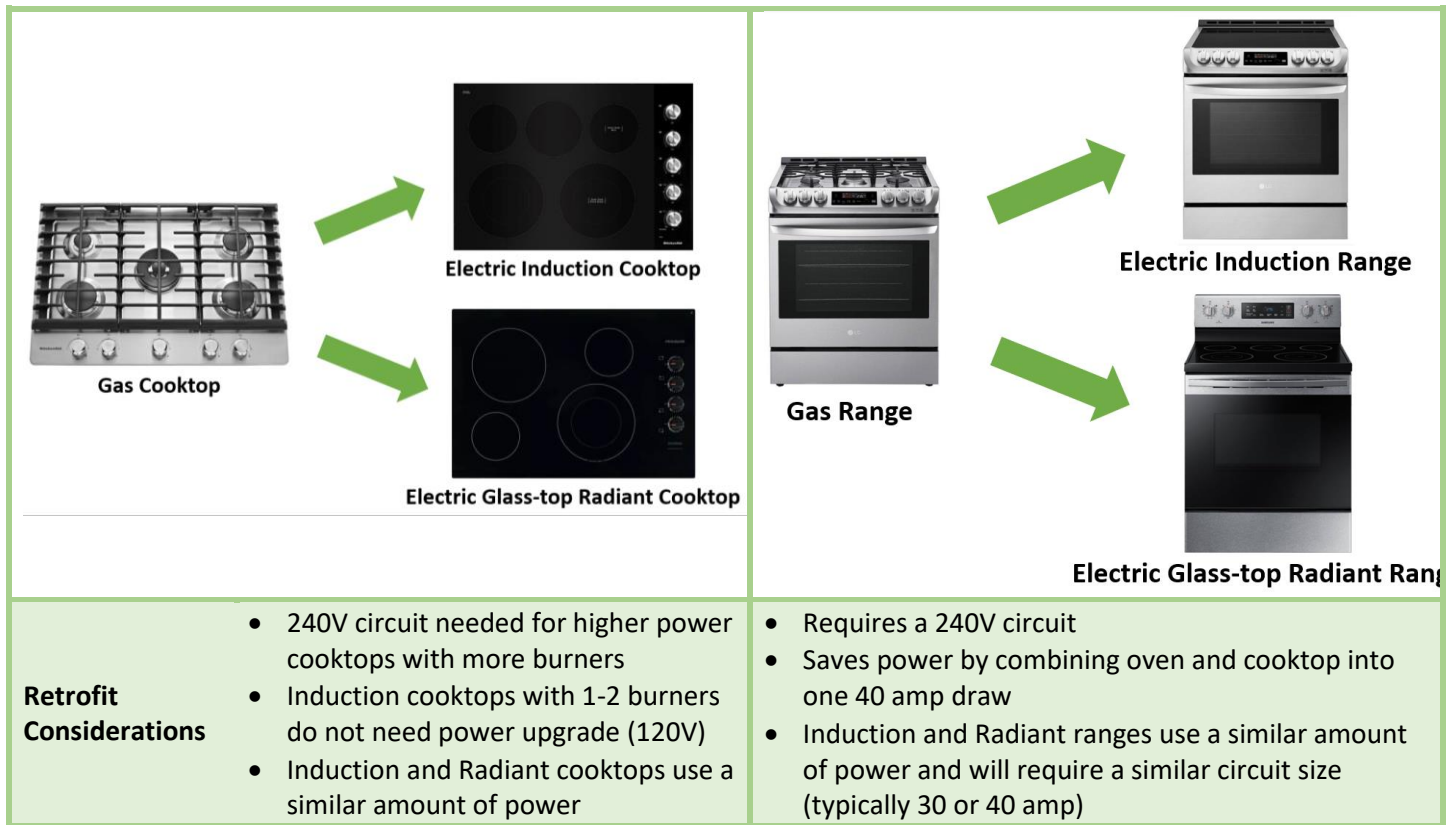 Electric Induction Cooktop
Gas Cooktop
Electric Glass-top Radiant Cooktop
Electric Induction Range
Gas Range
Electric Glass-top Radiant Rang
Retrofit
Considerations
• 240V circuit needed for higher power
cooktops with more burners
• Induction cooktops with 1-2 burners
do not need power upgrade (120V)
• Induction and Radiant cooktops use a
similar amount of power
• Requires a 240V circuit
• Saves power by combining oven and cooktop into
one 40 amp draw
• Induction and Radiant ranges use a similar amount
of power and will require a similar circuit size
(typically 30 or 40 amp)